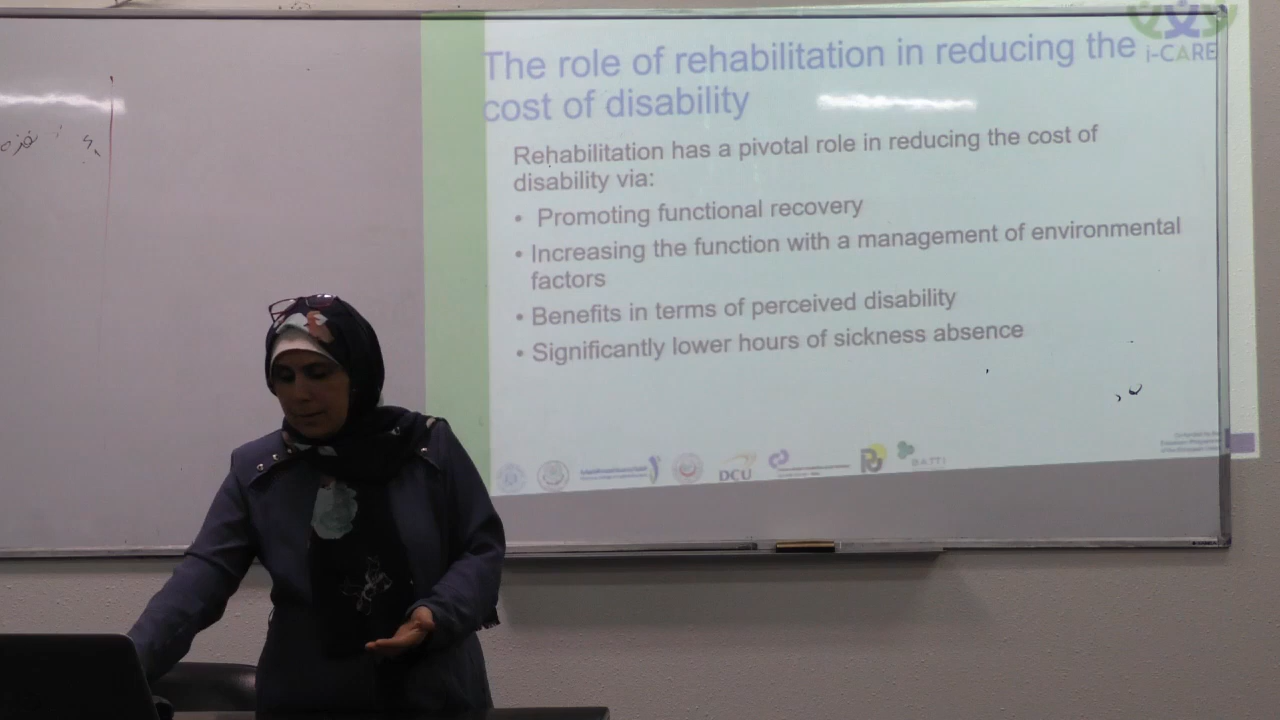 The role of rehabilitation in reducing the
cost of disability
i-CARE
Rehabilitation has a pivotal role in reducing the cost of
disability via:
• Promoting functional recovery
• Increasing the function with a management of environmental
factors
• Benefits in terms of perceived disability
• Significantly lower hours of sickness absence
DCU
BATTI